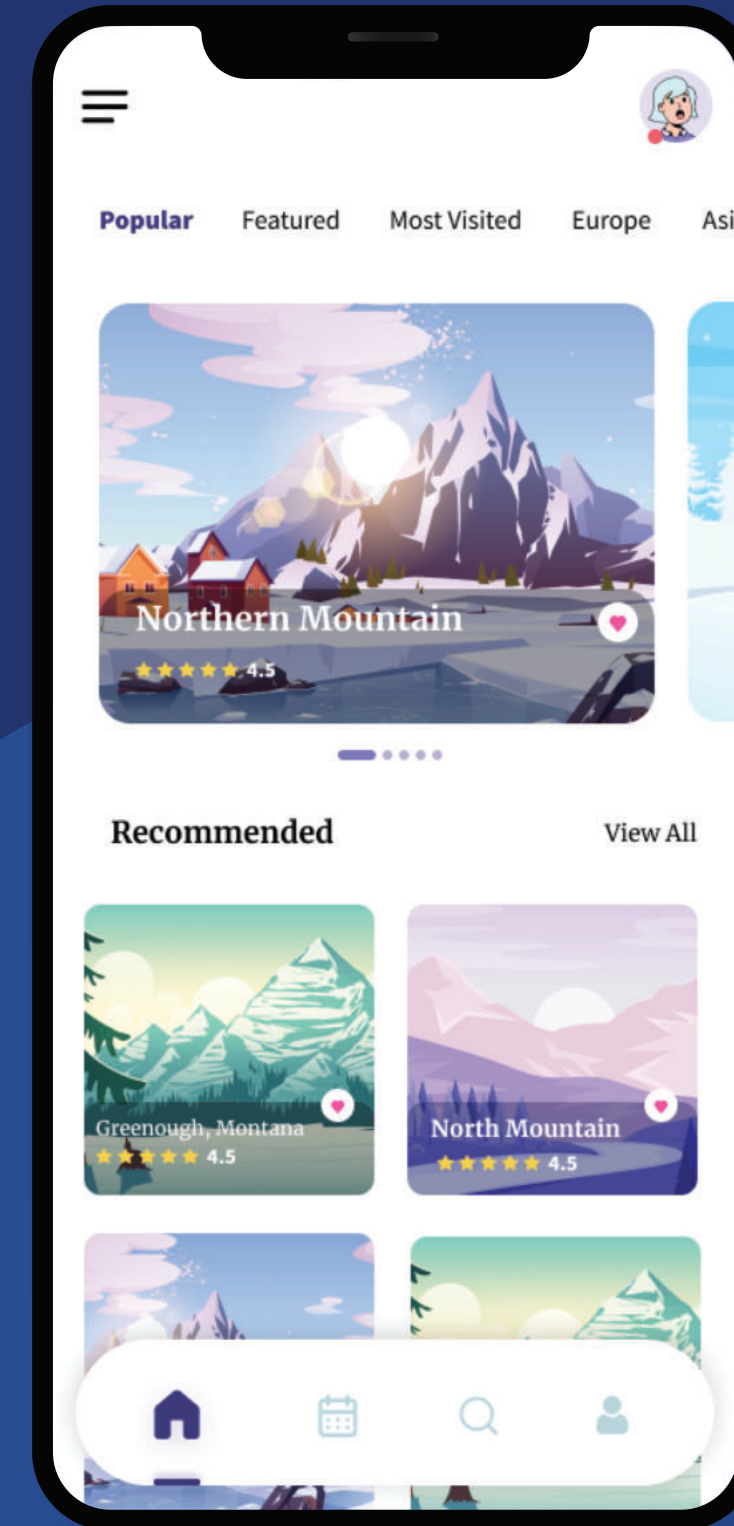 Popular Featured Most Visited Europe Asi
Northern Mountain
4.5
Recommended View All
Greenough, Montana
4.5
North Mountain
4.5